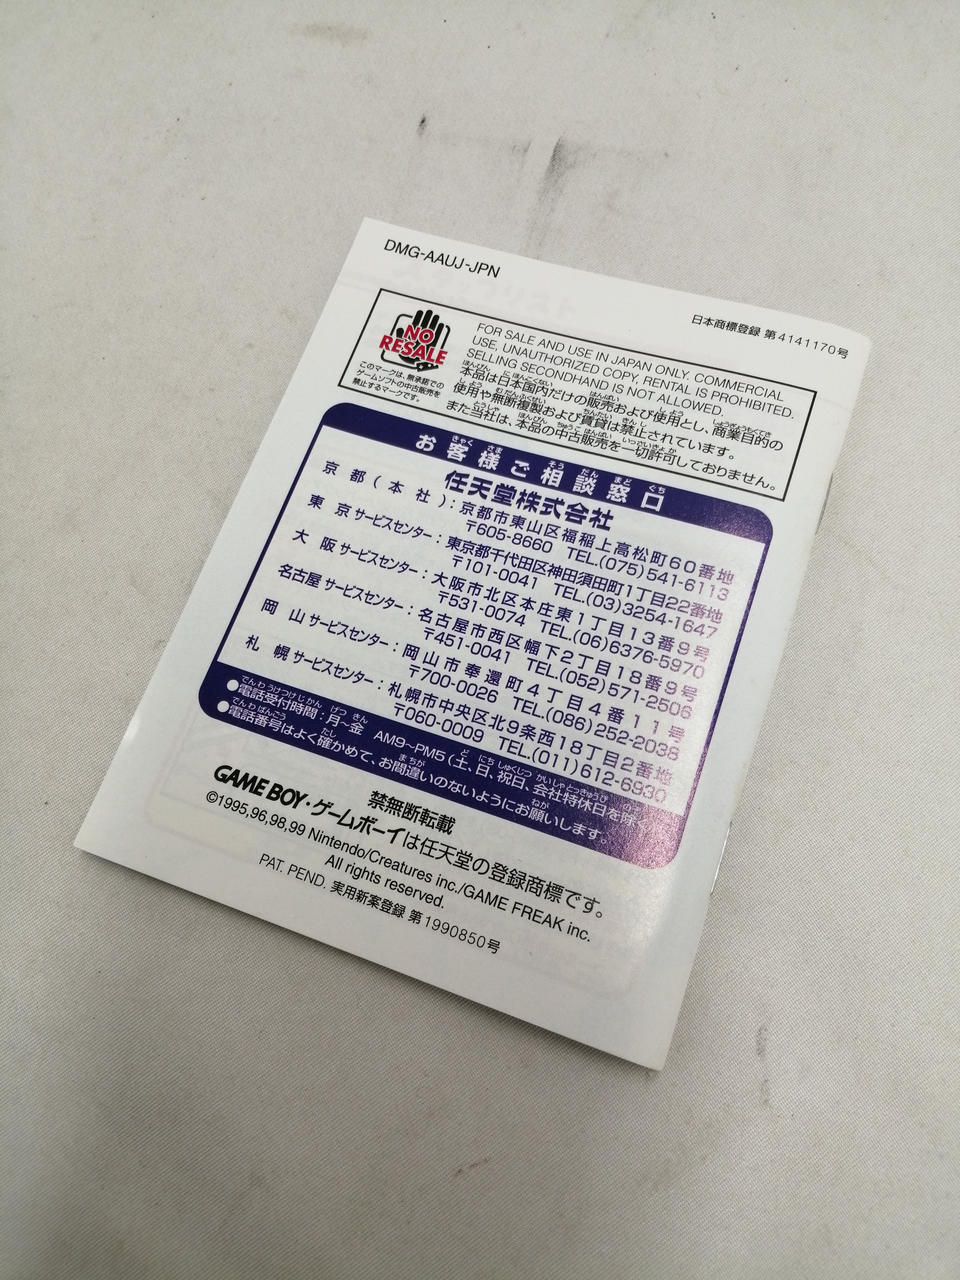 DMG-AAUJ-JPN
日本商標登録 第4141170号
NO
RESALE
このマークは、無承諾での
ゲームソフトの中古販売を
禁止するマークです。
FOR SALE AND USE IN JAPAN ONLY. COMMERCIAL
USE, UNAUTHORIZED COPY, RENTAL IS PROHIBITED.
SELLING SECONDHAND IS NOT ALLOWED.
本品は日本国内だけの販売および使用とし、商業目的の
使用や無断複製および賃貸は禁止されています。
また当社は、本品の中古販売を一切許可しておりません。
お客様ご相談窓口
任天堂株式会社
京都(本社):京都市東山区福稲上高松町60番地
〒605-8660 TEL.(075)541-6113
東京サービスセンター:東京都千代田区神田須田町1丁目22番地
〒101-0041 TEL.(03)3254-1647
大阪サービスセンター:大阪市北区本庄東1丁目13番9号
〒531-0074 TEL.(06)6376-5970
名古屋サービスセンター:名古屋市西区幅下2丁目18番9号
〒451-0041 TEL.(052)571-2506
岡山サービスセンター:岡山市奉還町4丁目4番11号
〒700-0026 TEL.(086)252-2038
札幌サービスセンター:札幌市中央区北9条西18丁目2番地
〒060-0009 TEL.(011)612-6930
●電話受付時間:月~金 AM9~PM5(土、日、祝日、会社特休日を除く)
●電話番号はよく確かめて、お間違いのないようにお願いします。
禁無断転載
GAME BOY・ゲームボーイは任天堂の登録商標です。
©1995,96,98,99 Nintendo/Creatures inc./GAME FREAK inc.
All rights reserved.
PAT. PEND. 実用新案登録 第1990850号